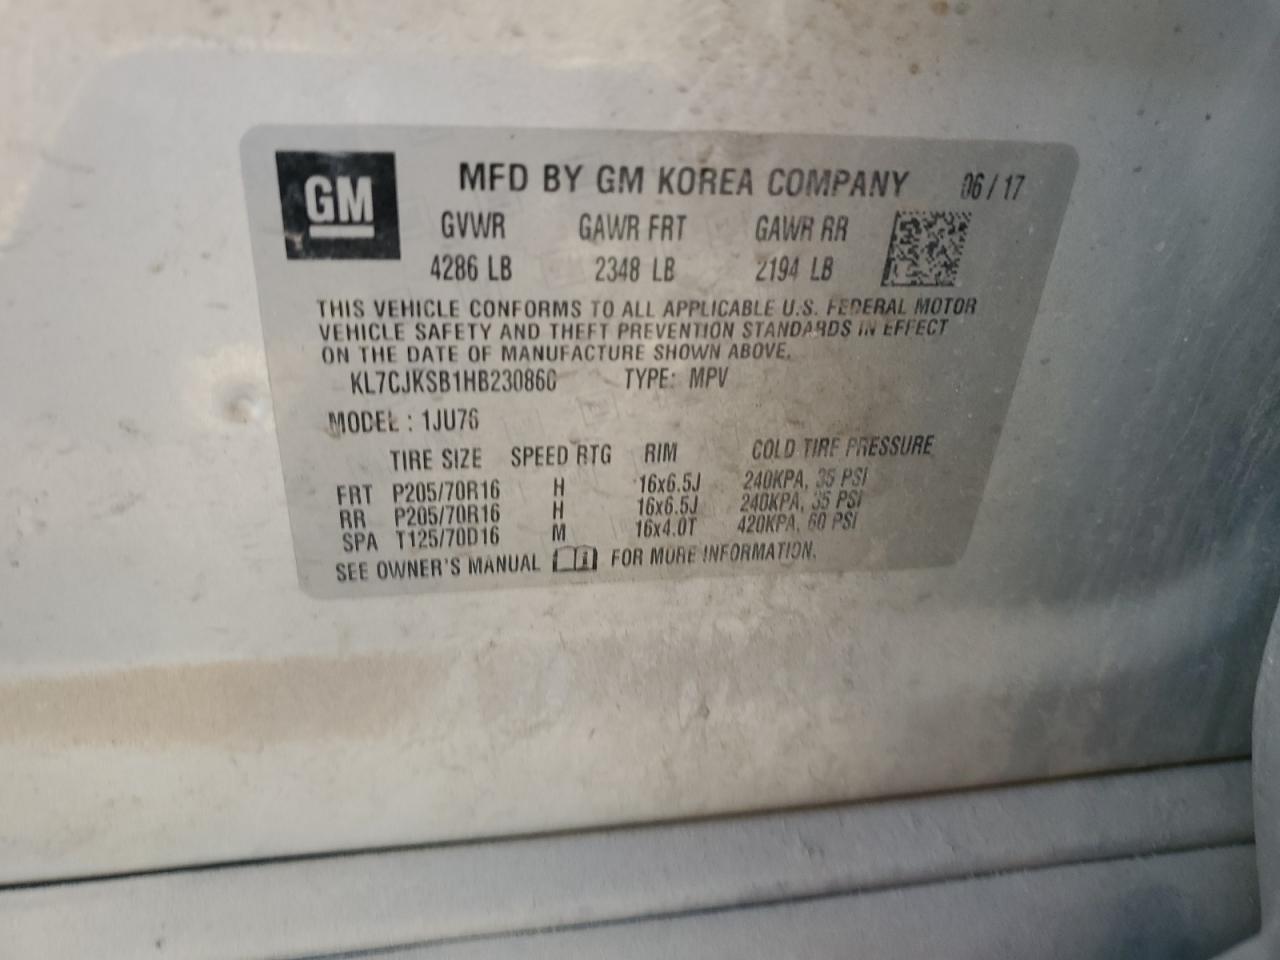 GM
MFD BY GM KOREA COMPANY 06/17
GVWR GAWR FRT GAWR RR
4286 LB 2348 LB 2194 LB
THIS VEHICLE CONFORMS TO ALL APPLICABLE U.S. FEDERAL MOTOR
VEHICLE SAFETY AND THEFT PREVENTION STANDARDS IN EFFECT
ON THE DATE OF MANUFACTURE SHOWN ABOVE.
KL7CJKSB1HB230860 TYPE: MPV
MODEL : 1JU76
TIRE SIZE SPEED RTG RIM COLD TIRE PRESSURE
FRT P205/70R16 H 16x6.5J 240KPA, 35 PSI
RR P205/70R16 H 16x6.5J 240KPA, 35 PSI
SPA T125/70D16 M 16x4.0T 420KPA, 60 PSI
SEE OWNER'S MANUAL FOR MORE INFORMATION.